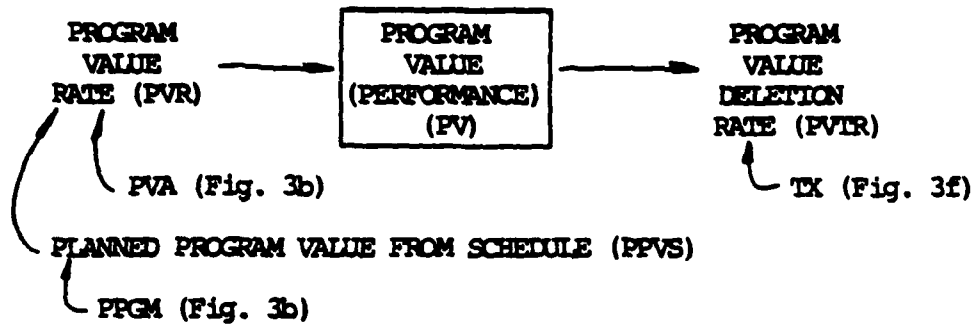 PROGRAM
VALUE
RATE (PVR)
PROGRAM
VALUE
(PERFORMANCE)
(PV)
PROGRAM
VALUE
DELETION
RATE (PVTR)
PVA (Fig. 3b)
TX (Fig. 3f)
PLANNED PROGRAM VALUE FROM SCHEDULE (PPVS)
PPGM (Fig. 3b)